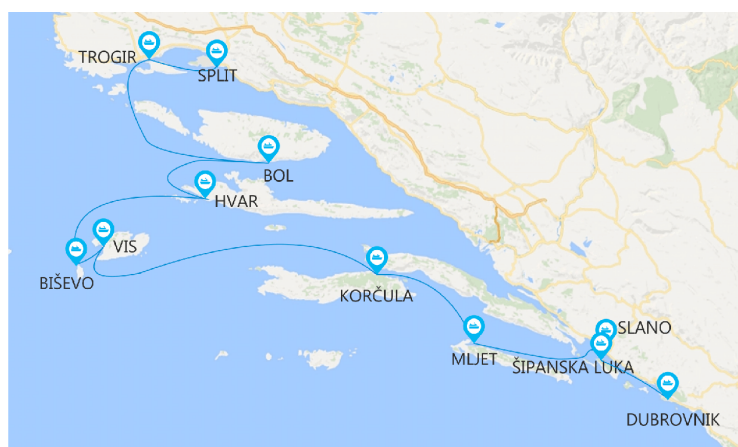 TROGIR
SPLIT
BOL
HVAR
VIS
BIŠEVO
KORČULA
SLANO
MLJET
ŠIPANSKA LUKA
DUBROVNIK